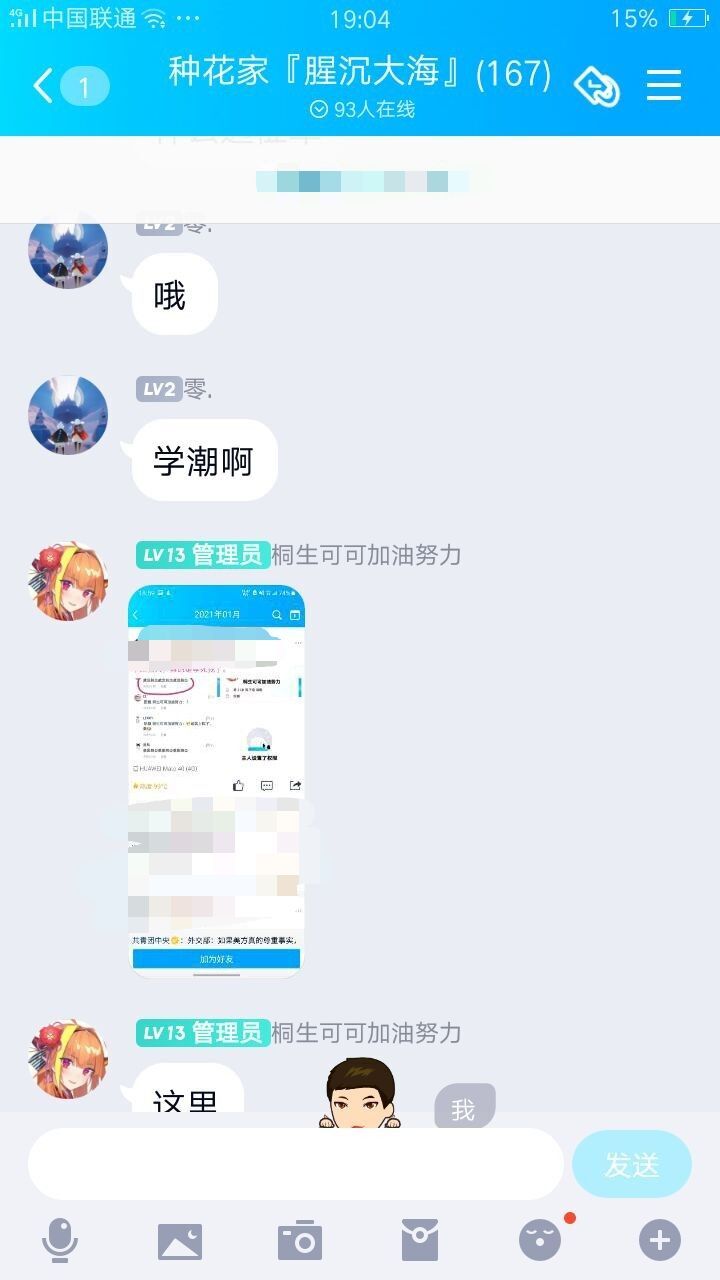 4G 中国联通 19:04 15%
1 种花家『腥沉大海』(167)
93人在线
LV2 零.
哦
LV2 零.
学潮啊
LV13 管理员 桐生可可加油努力
2021年01月
桐生可可加油努力
主人设置了权限
HUAWEI Mate 40 (4G)
共青团中央：外交部：如果美方真的尊重事实，
加为好友
LV13 管理员 桐生可可加油努力
这里
我
发送